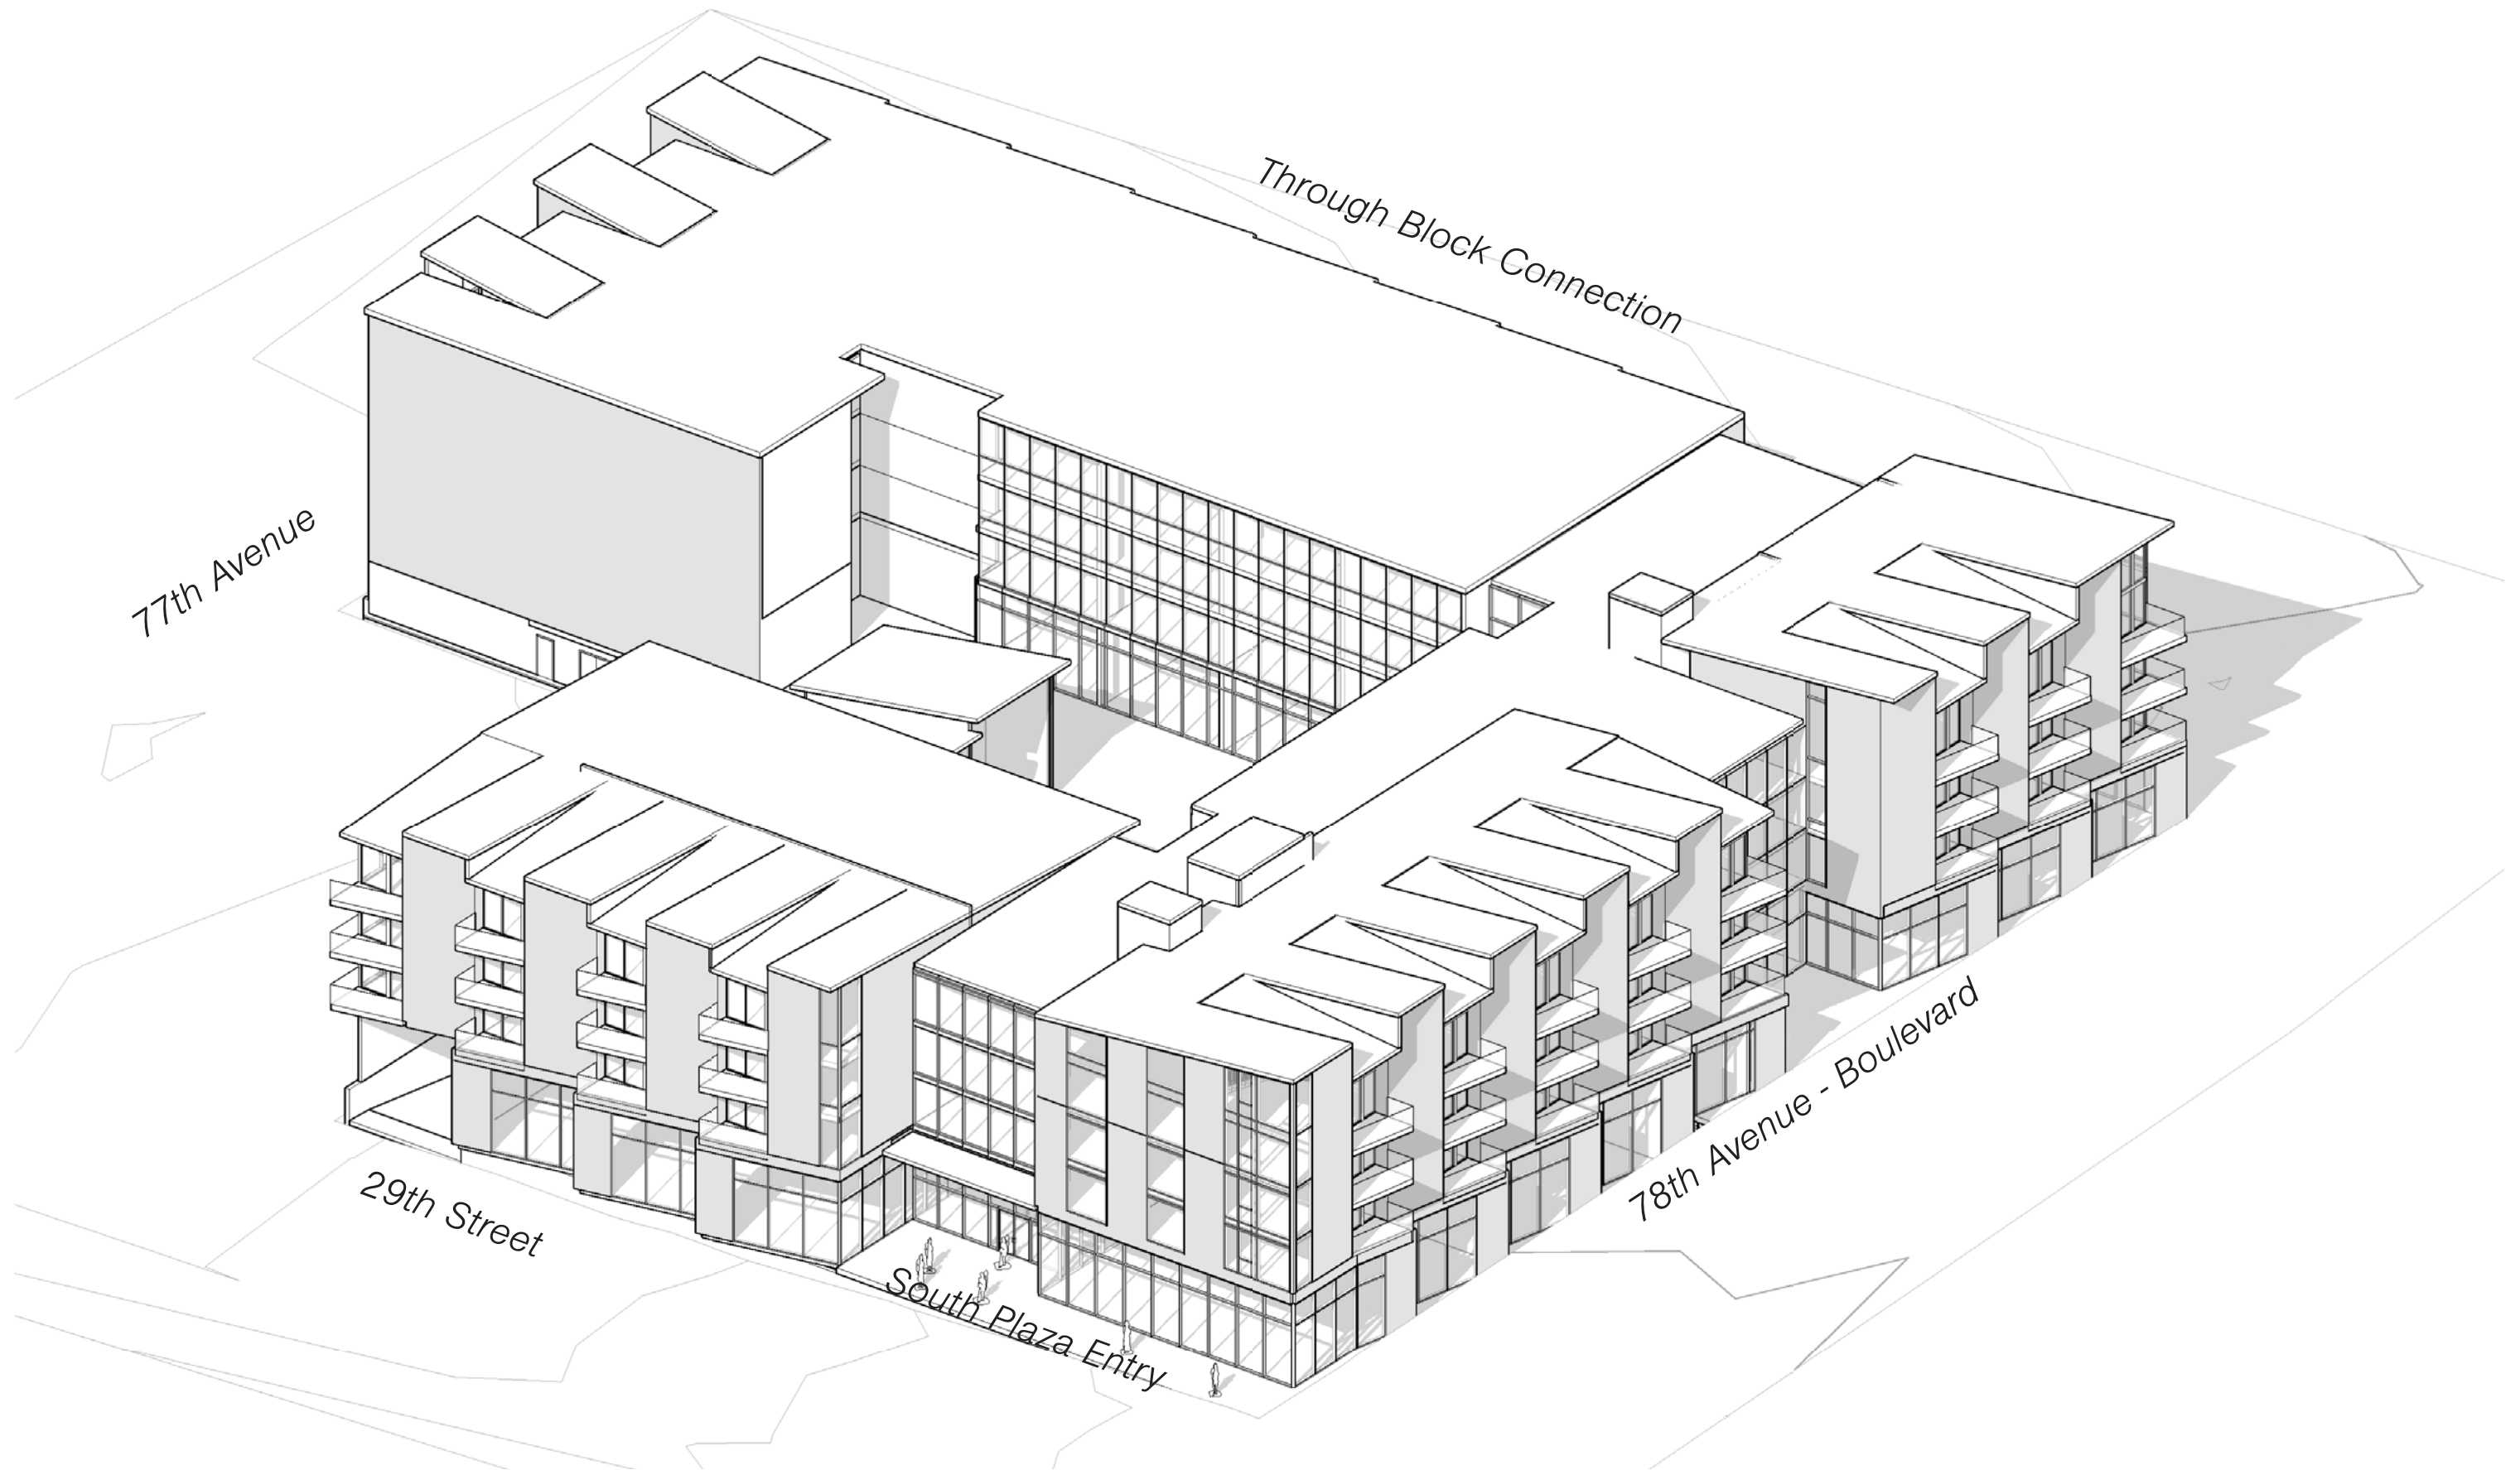 Through Block Connection
77th Avenue
78th Avenue - Boulevard
29th Street
South Plaza Entry